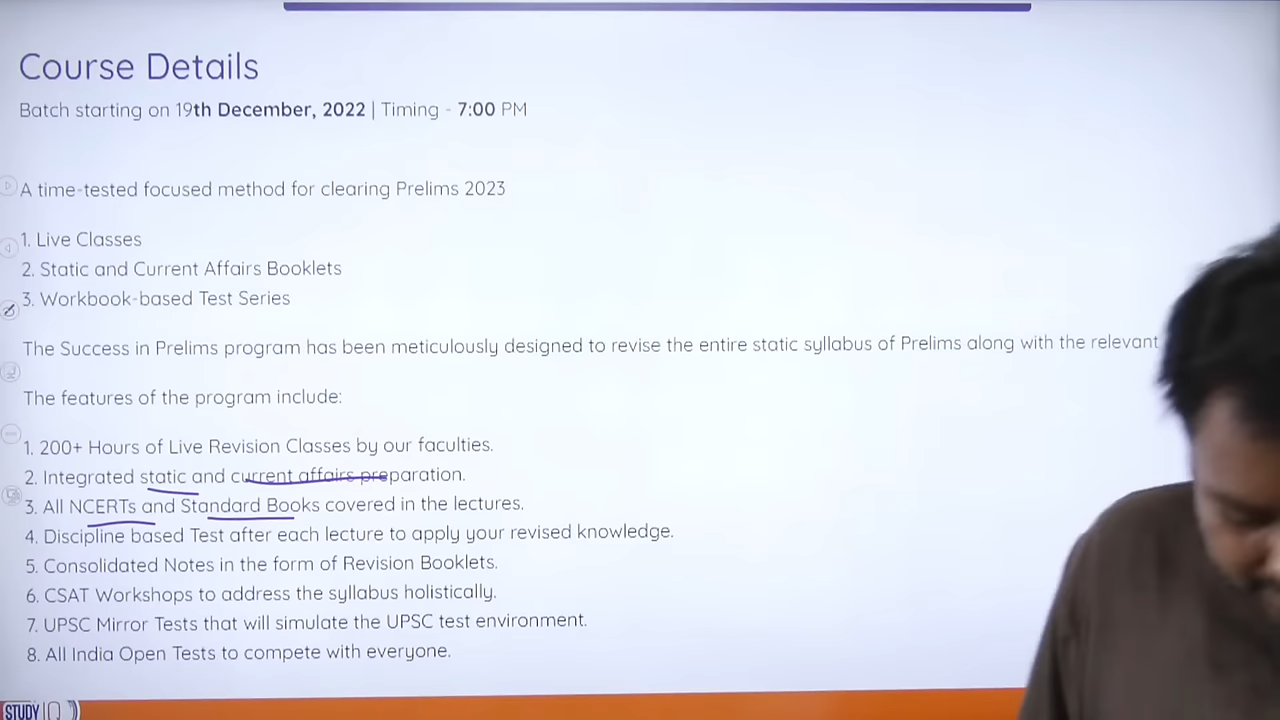 Course Details
Batch starting on 19th December, 2022 | Timing - 7:00 PM
A time-tested focused method for clearing Prelims 2023
1. Live Classes
2. Static and Current Affairs Booklets
3. Workbook-based Test Series
The Success in Prelims program has been meticulously designed to revise the entire static syllabus of Prelims along with the relevant
The features of the program include:
1. 200+ Hours of Live Revision Classes by our faculties.
2. Integrated static and current affairs preparation.
3. All NCERTs and Standard Books covered in the lectures.
4. Discipline based Test after each lecture to apply your revised knowledge.
5. Consolidated Notes in the form of Revision Booklets.
6. CSAT Workshops to address the syllabus holistically.
7. UPSC Mirror Tests that will simulate the UPSC test environment.
8. All India Open Tests to compete with everyone.
STUDY IQ